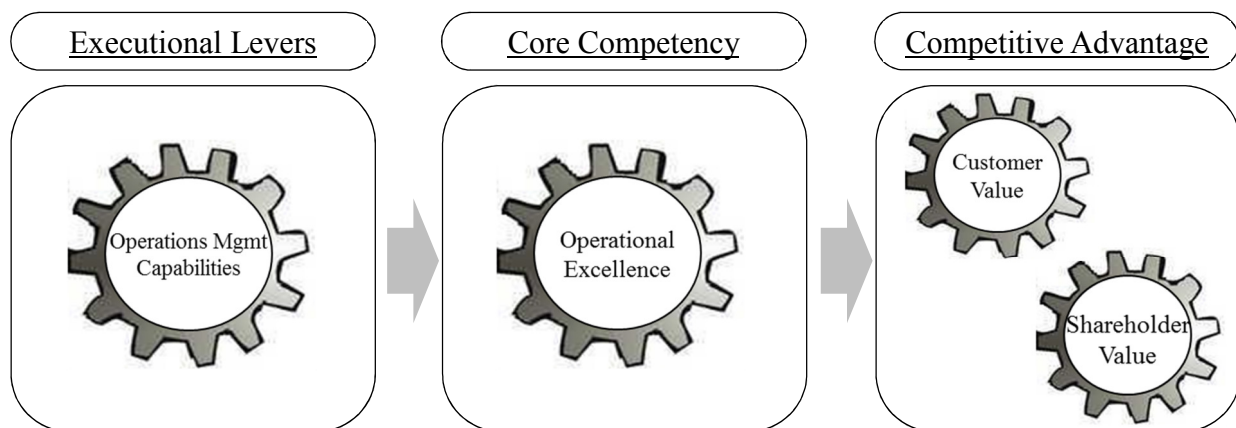 Executional Levers
Core Competency
Competitive Advantage
Operations Mgmt
Capabilities
Operational
Excellence
Customer
Value
Shareholder
Value